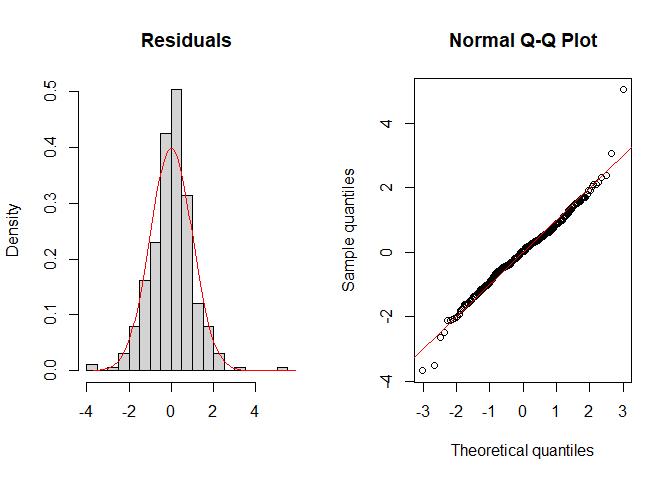 Residuals
Density
0.0 0.1 0.2 0.3 0.4 0.5
-4 -2 0 2 4
Normal Q-Q Plot
Sample quantiles
-4 -2 0 2 4
-3 -2 -1 0 1 2 3
Theoretical quantiles